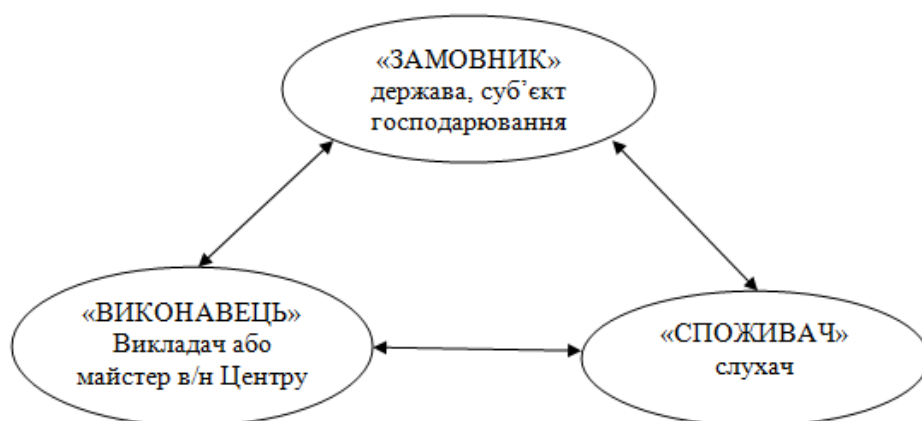 «ЗАМОВНИК»
держава, суб’єкт
господарювання
«ВИКОНАВЕЦЬ»
Викладач або
майстер в/н Центру
«СПОЖИВАЧ»
слухач